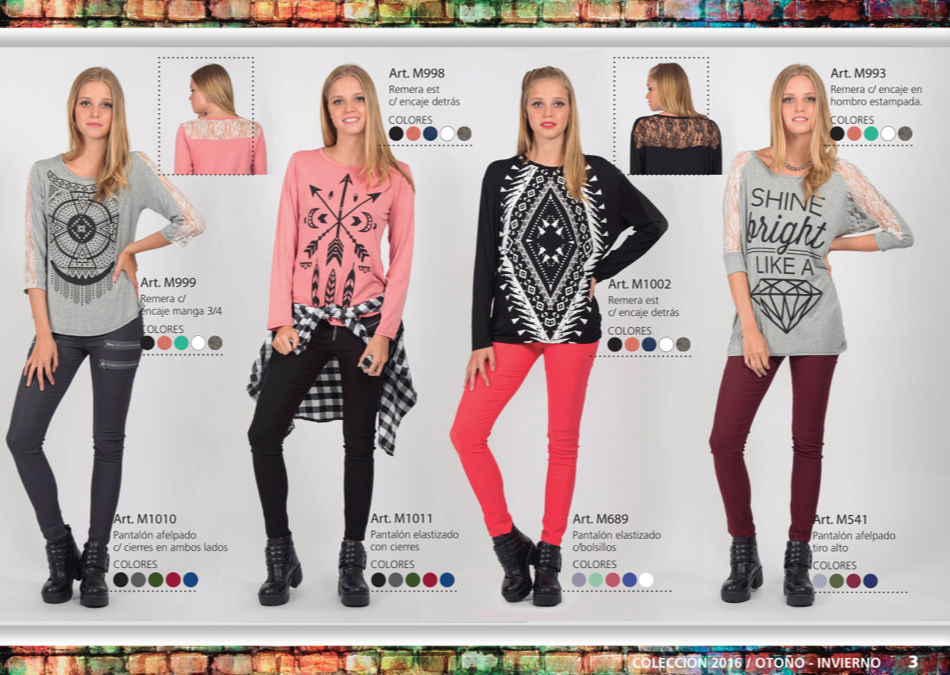 Art. M998
Remera est
c/ encaje detrás
COLORES
Art. M993
Remera c/ encaje en
hombro estampada.
COLORES
SHINE
bright
LIKE A
Art. M999
Remera c/
encaje manga 3/4
COLORES
Art. M1002
Remera est
c/ encaje detrás
COLORES
Art. M1010
Pantalón afelpado
c/ cierres en ambos lados
COLORES
Art. M1011
Pantalón elastizado
con cierres
COLORES
Art. M689
Pantalón elastizado
c/bolsillos
COLORES
Art. M541
Pantalón afelpado
tiro alto
COLORES
COLECCIÓN 2016 / OTOÑO - INVIERNO 3